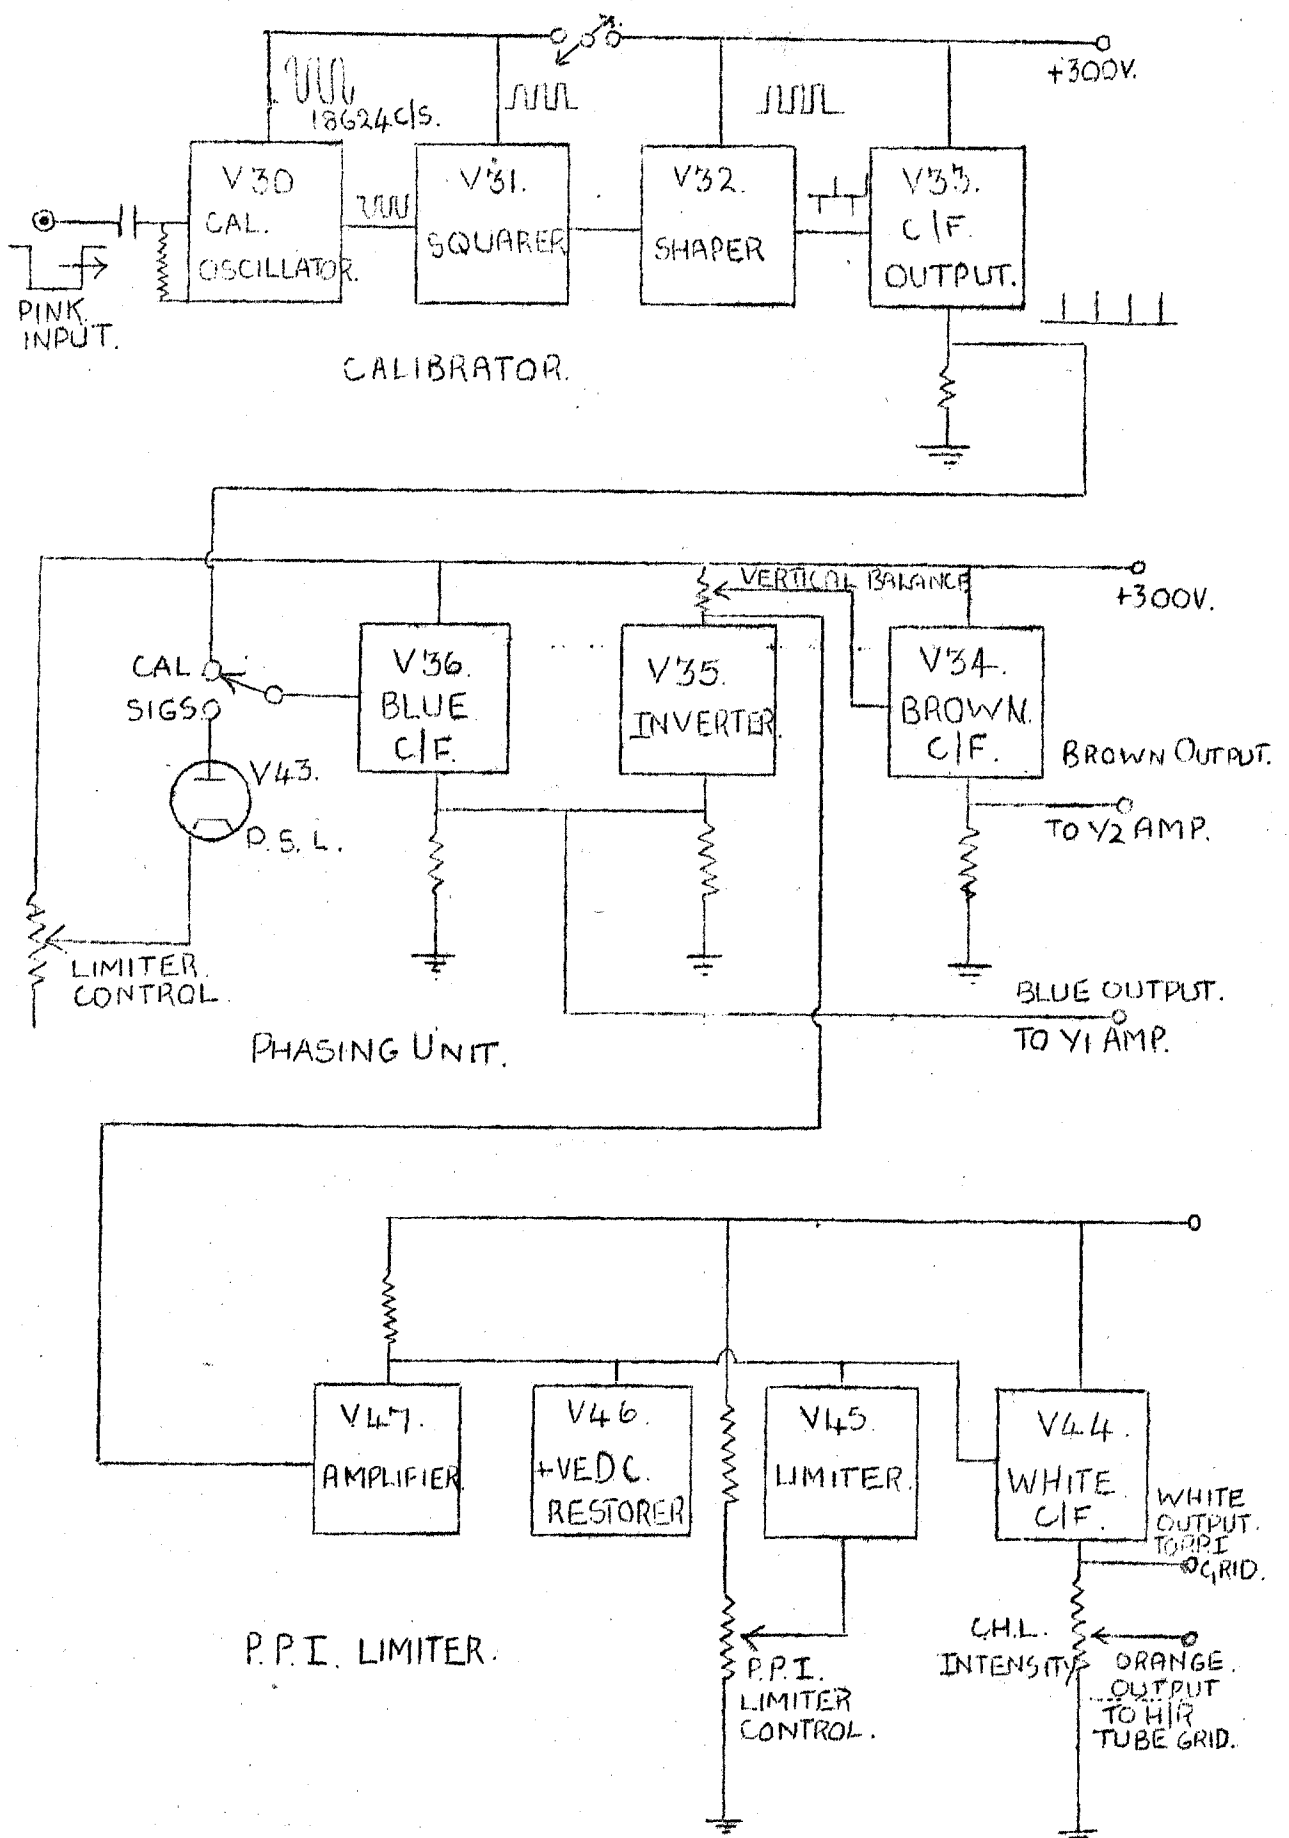 +300V.
18624C/S.
V30
CAL.
OSCILLATOR.
V31.
SQUARER
V32.
SHAPER
V33.
C/F.
OUTPUT.
PINK.
INPUT.
CALIBRATOR.
VERTICAL BALANCE
+300V.
CAL
SIGS
V36.
BLUE
C/F.
V35.
INVERTER.
V34.
BROWN.
C/F.
BROWN OUTPUT.
TO Y2 AMP.
V43.
D.S.L.
LIMITER.
CONTROL.
BLUE OUTPUT.
TO Y1 AMP.
PHASING UNIT.
V47.
AMPLIFIER.
V46.
+VE D C.
RESTORER
V45.
LIMITER.
V44.
WHITE.
C/F.
WHITE
OUTPUT.
TO P.P.I
GRID.
P.P.I. LIMITER.
P.P.I.
LIMITER
CONTROL.
C.H.L.
INTENSITY
ORANGE.
OUTPUT
TO H/R
TUBE GRID.